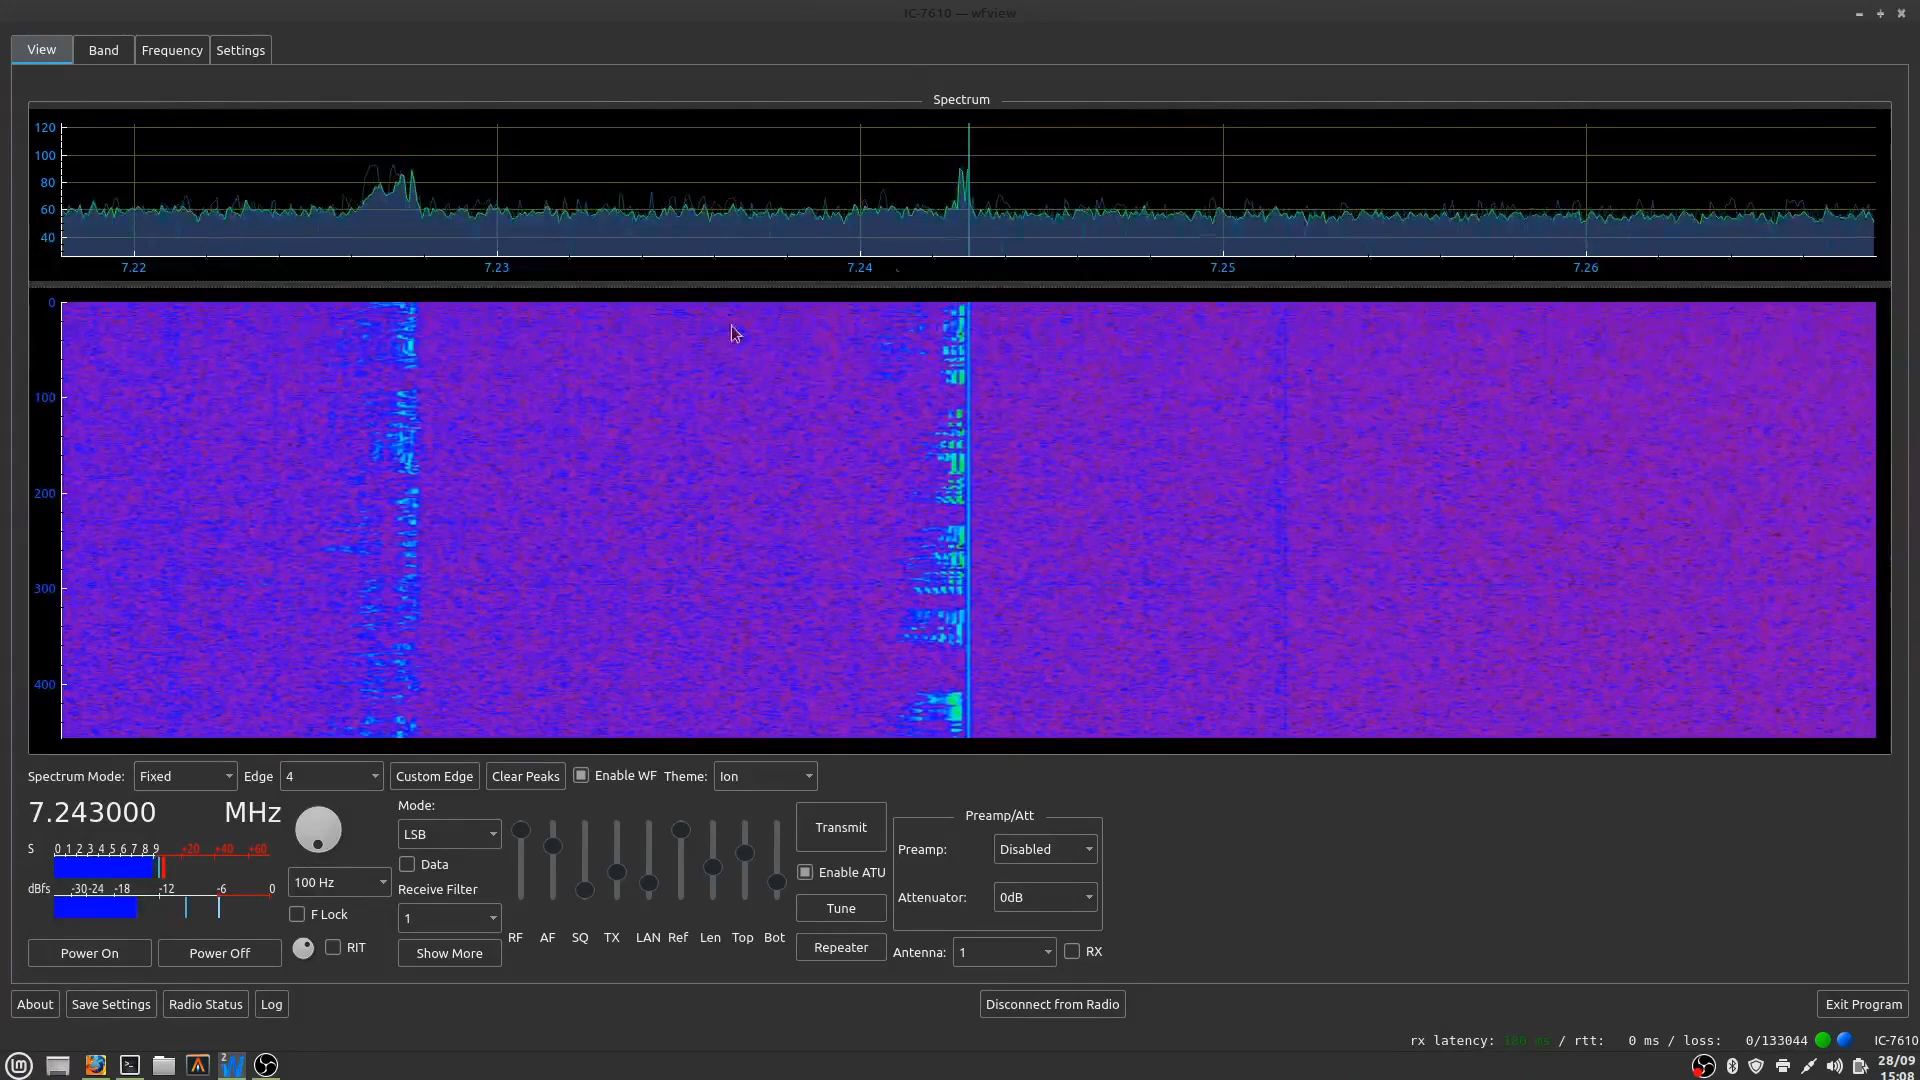 IC-7610 — wfview
View Band Frequency Settings
Spectrum
120
100
80
60
40
7.22 7.23 7.24 7.25 7.26
0
100
200
300
400
Spectrum Mode: Fixed Edge 4 Custom Edge Clear Peaks Enable WF Theme: Ion
7.243000 MHz
S 0 1 2 3 4 5 6 7 8 9 +20 +40 +60
dBfs -30 -24 -18 -12 -6 0
100 Hz
F Lock
RIT
Power On Power Off
Mode:
LSB
Data
Receive Filter
1
Show More
RF AF SQ TX LAN Ref Len Top Bot
Transmit
Enable ATU
Tune
Repeater
Preamp/Att
Preamp: Disabled
Attenuator: 0dB
Antenna: 1 RX
About Save Settings Radio Status Log Disconnect from Radio Exit Program
rx latency: 180 ms / rtt: 0 ms / loss: 0/133044 IC-7610
2
28/09
15:08